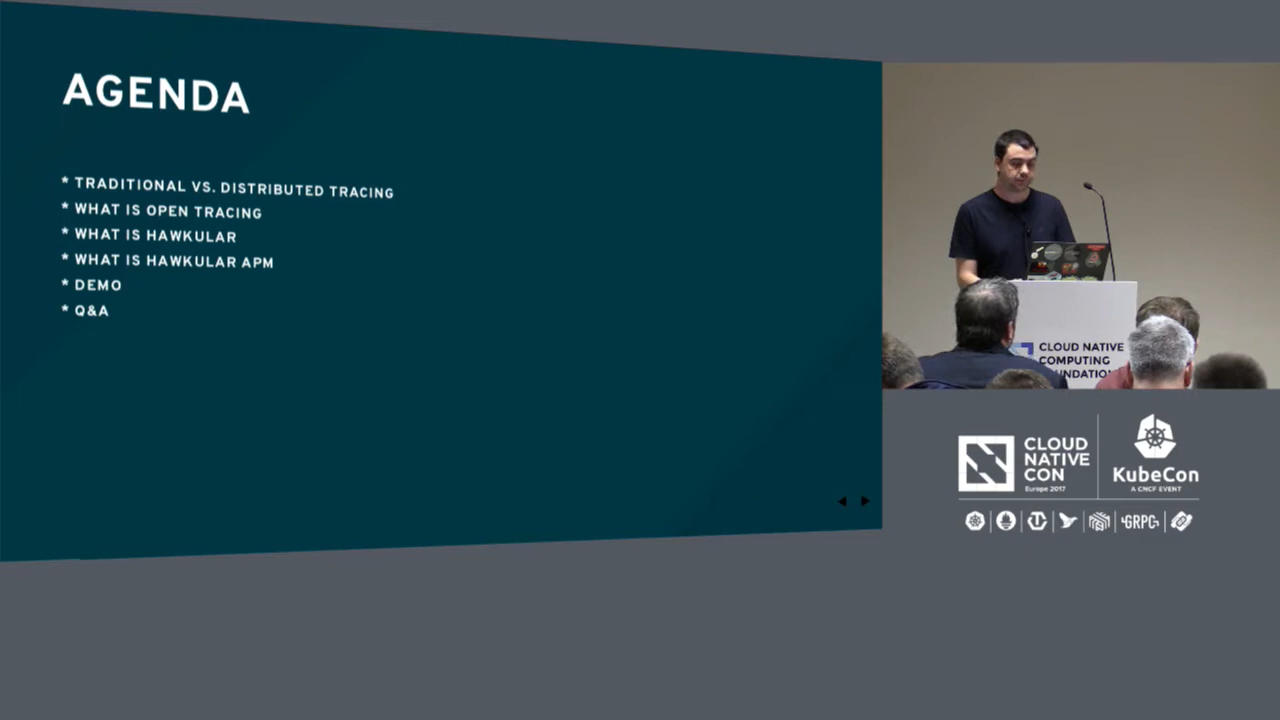 AGENDA
* TRADITIONAL VS. DISTRIBUTED TRACING
* WHAT IS OPEN TRACING
* WHAT IS HAWKULAR
* WHAT IS HAWKULAR APM
* DEMO
* Q&A
CLOUD NATIVE
COMPUTING
OUNDATION
CLOUD
NATIVE
CON
Europe 2017
KubeCon
A CNCF EVENT
GRPC